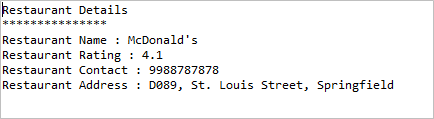 Restaurant Details
***************
Restaurant Name : McDonald's
Restaurant Rating : 4.1
Restaurant Contact : 9988787878
Restaurant Address : D089, St. Louis Street, Springfield